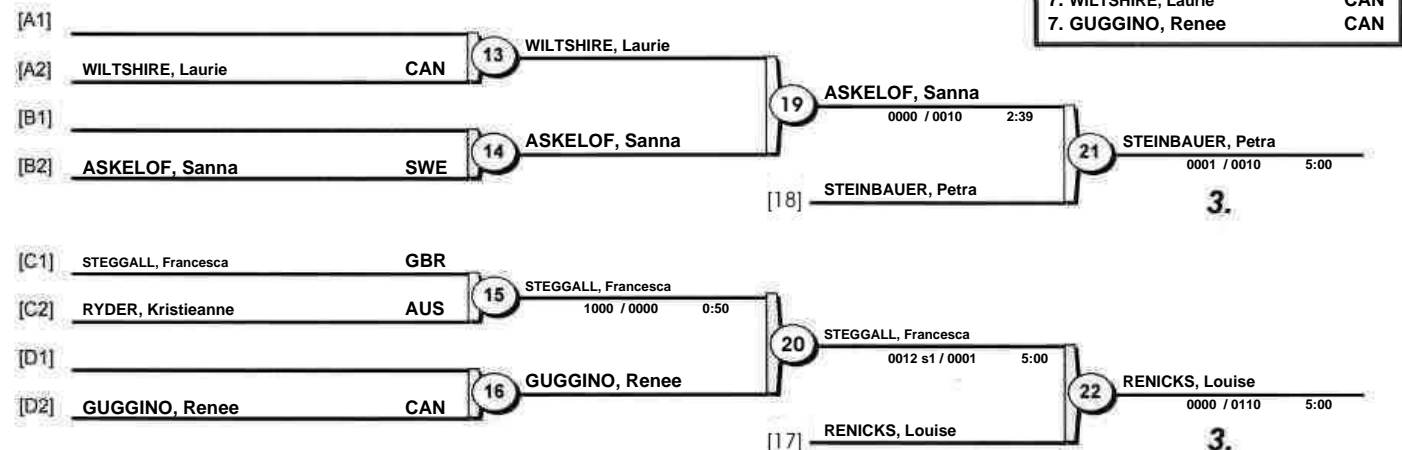 7. WILTSHIRE, Laurie CAN
7. GUGGINO, Renee CAN
[A1]
[A2] WILTSHIRE, Laurie CAN
13 WILTSHIRE, Laurie
[B1]
[B2] ASKELOF, Sanna SWE
14 ASKELOF, Sanna
19 ASKELOF, Sanna
0000 / 0010 2:39
[18] STEINBAUER, Petra
21 STEINBAUER, Petra
0001 / 0010 5:00
3.
[C1] STEGGALL, Francesca GBR
[C2] RYDER, Kristieanne AUS
15 STEGGALL, Francesca
1000 / 0000 0:50
[D1]
[D2] GUGGINO, Renee CAN
16 GUGGINO, Renee
20 STEGGALL, Francesca
0012 s1 / 0001 5:00
[17] RENICKS, Louise
22 RENICKS, Louise
0000 / 0110 5:00
3.